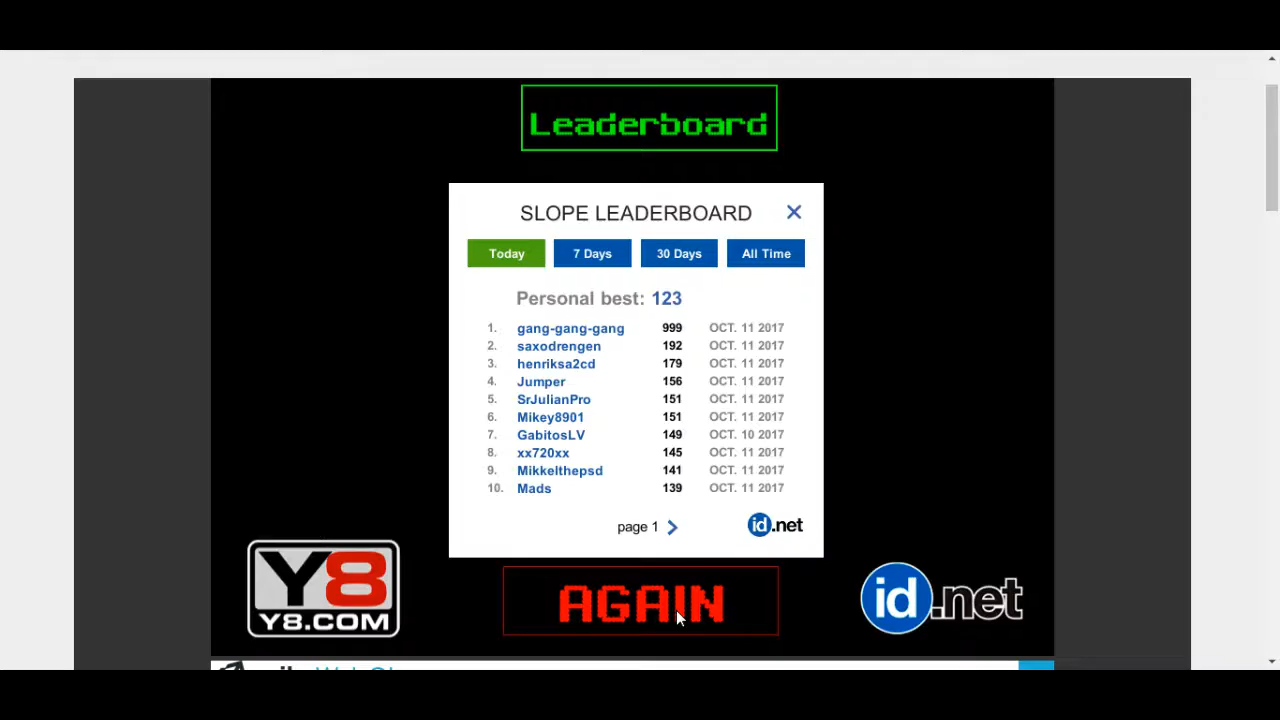 Leaderboard
SLOPE LEADERBOARD
Today 7 Days 30 Days All Time
Personal best: 123
1. gang-gang-gang 999 OCT. 11 2017
2. saxodrengen 192 OCT. 11 2017
3. henriksa2cd 179 OCT. 11 2017
4. Jumper 156 OCT. 11 2017
5. SrJulianPro 151 OCT. 11 2017
6. Mikey8901 151 OCT. 11 2017
7. GabitosLV 149 OCT. 10 2017
8. xx720xx 145 OCT. 11 2017
9. Mikkelthepsd 141 OCT. 11 2017
10. Mads 139 OCT. 11 2017
page 1 id.net
Y8
Y8.COM
AGAIN
id.net